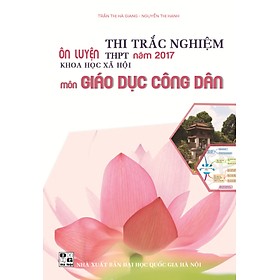 TRẦN THỊ HÀ GIANG - NGUYỄN THỊ HẠNH
THI TRẮC NGHIỆM
ÔN LUYỆN THPT năm 2017
KHOA HỌC XÃ HỘI
môn GIÁO DỤC CÔNG DÂN
NHÀ XUẤT BẢN ĐẠI HỌC QUỐC GIA HÀ NỘI